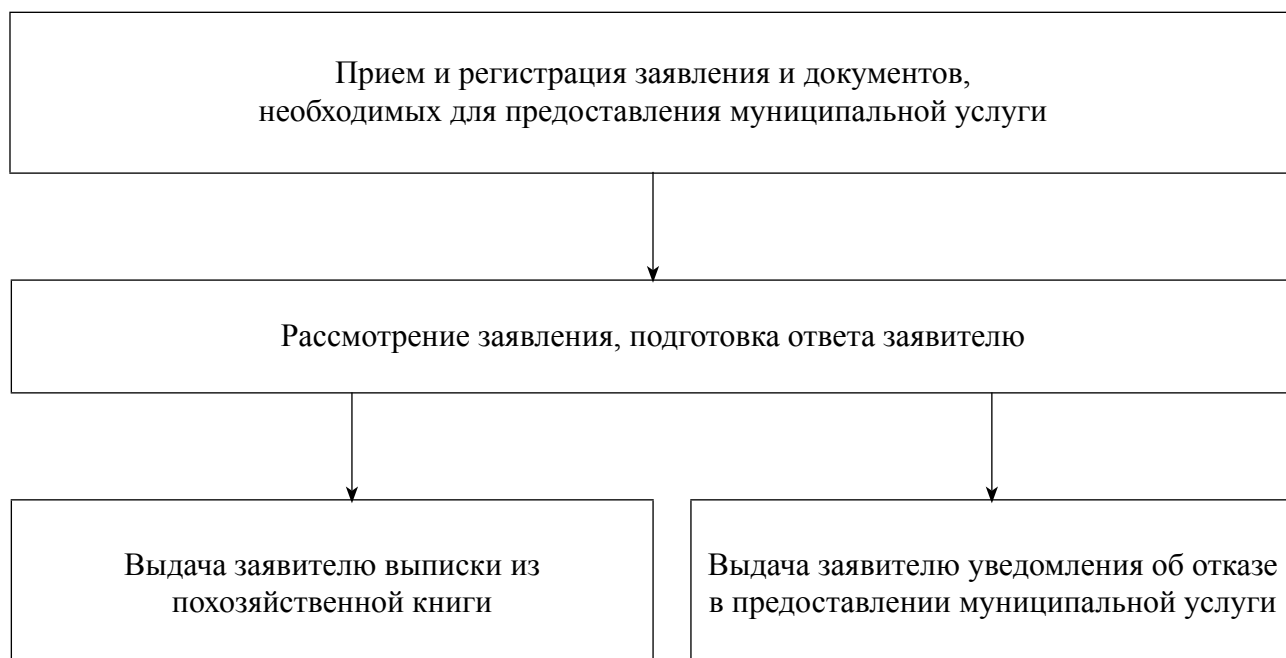 Прием и регистрация заявления и документов,
необходимых для предоставления муниципальной услуги
Рассмотрение заявления, подготовка ответа заявителю
Выдача заявителю выписки из
похозяйственной книги
Выдача заявителю уведомления об отказе
в предоставлении муниципальной услуги